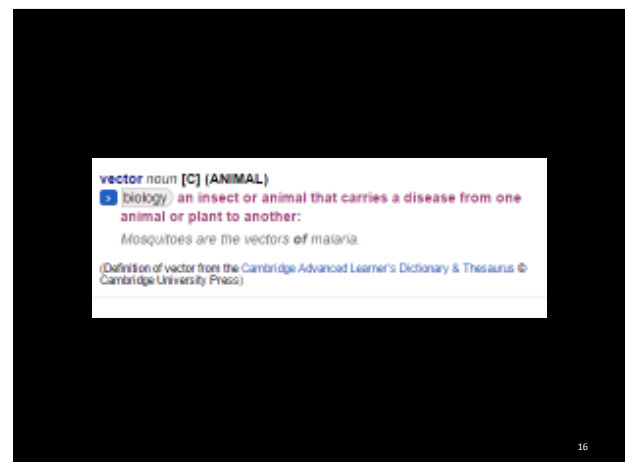 vector noun [C] (ANIMAL)
biology an insect or animal that carries a disease from one
animal or plant to another:
Mosquitoes are the vectors of malaria.
(Definition of vector from the Cambridge Advanced Learner's Dictionary & Thesaurus ©
Cambridge University Press)
16